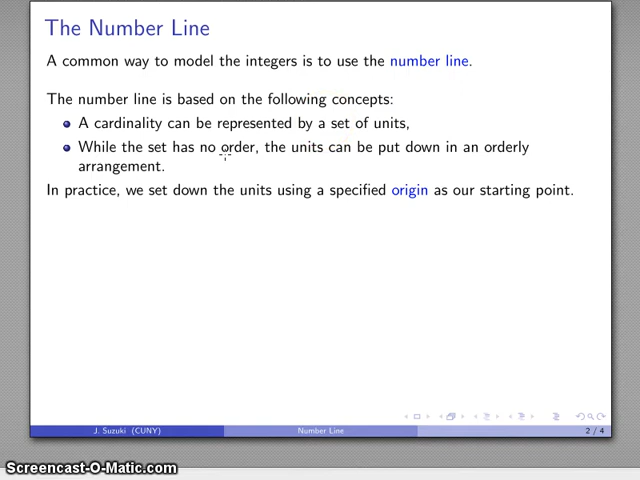 The Number Line
A common way to model the integers is to use the number line.
The number line is based on the following concepts:
A cardinality can be represented by a set of units,
While the set has no order, the units can be put down in an orderly
arrangement.
In practice, we set down the units using a specified origin as our starting point.
J. Suzuki (CUNY)
Number Line
2 / 4
Screencast-O-Matic.com